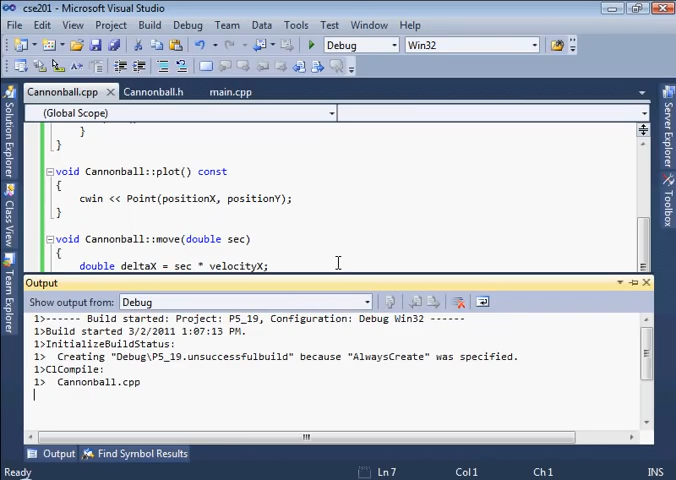 cse201 - Microsoft Visual Studio
File Edit View Project Build Debug Team Data Tools Test Window Help
Debug Win32
Cannonball.cpp Cannonball.h main.cpp
(Global Scope)
}
}
void Cannonball::plot() const
{
cwin << Point(positionX, positionY);
}
void Cannonball::move(double sec)
{
double deltaX = sec * velocityX;
Solution Explorer
Class View
Team Explorer
Server Explorer
Toolbox
Output
Show output from: Debug
1>------ Build started: Project: P5_19, Configuration: Debug Win32 ------
1>Build started 3/2/2011 1:07:13 PM.
1>InitializeBuildStatus:
1>  Creating "Debug\P5_19.unsuccessfulbuild" because "AlwaysCreate" was specified.
1>ClCompile:
1>  Cannonball.cpp
Output Find Symbol Results
Ready Ln 7 Col 1 Ch 1 INS